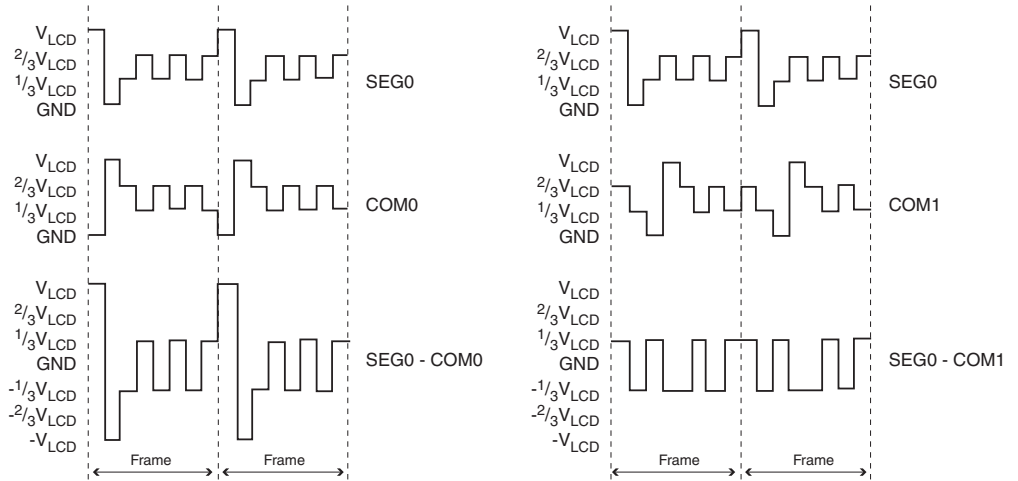 V_LCD
2/3V_LCD
1/3V_LCD
GND
SEG0
V_LCD
2/3V_LCD
1/3V_LCD
GND
COM0
V_LCD
2/3V_LCD
1/3V_LCD
GND
-1/3V_LCD
-2/3V_LCD
-V_LCD
SEG0 - COM0
Frame
Frame
V_LCD
2/3V_LCD
1/3V_LCD
GND
SEG0
V_LCD
2/3V_LCD
1/3V_LCD
GND
COM1
V_LCD
2/3V_LCD
1/3V_LCD
GND
-1/3V_LCD
-2/3V_LCD
-V_LCD
SEG0 - COM1
Frame
Frame